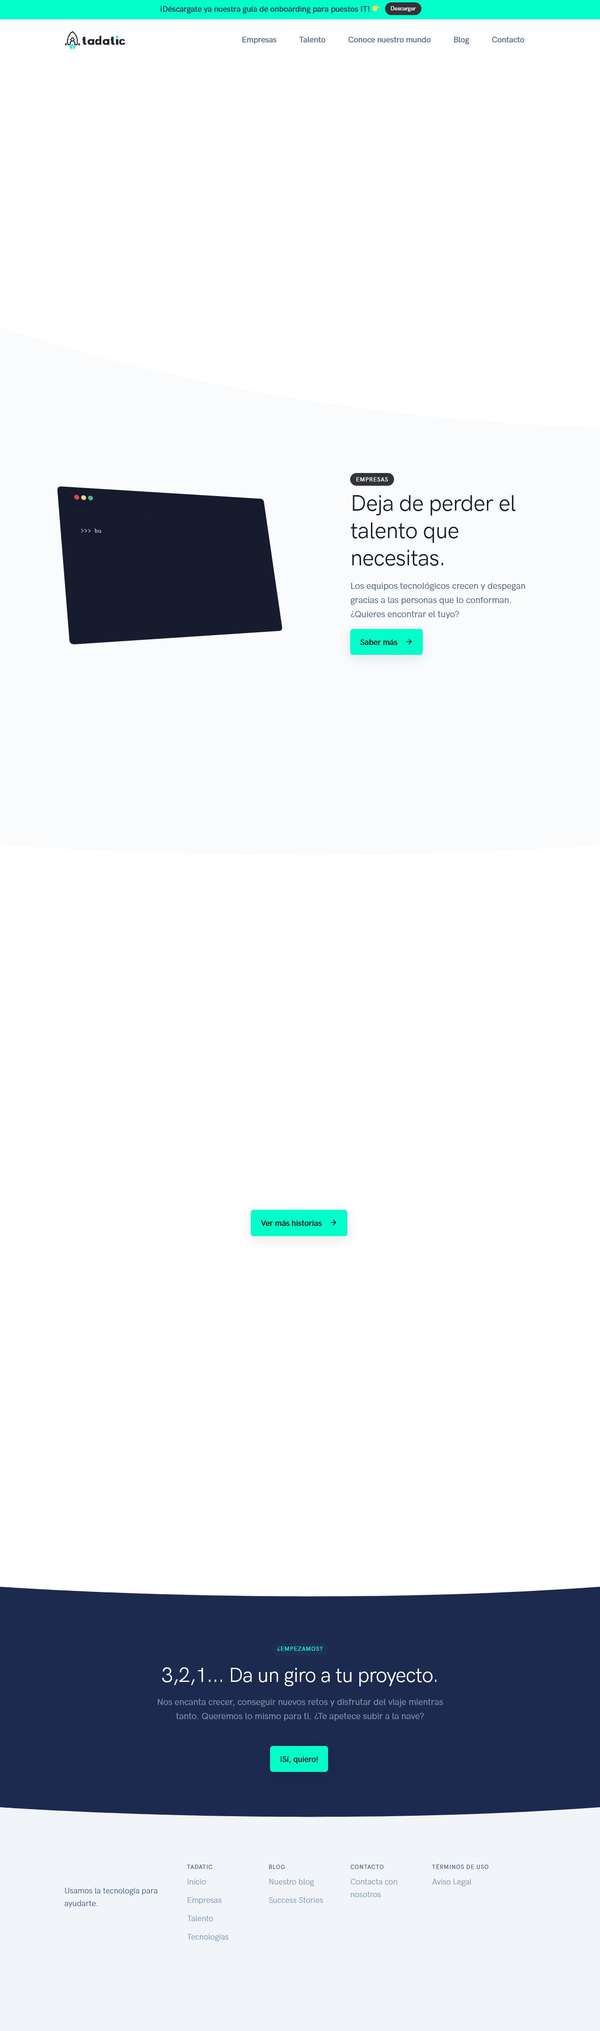 ¡Déscargate ya nuestra guía de onboarding para puestos IT! 👉 Descargar
tadatic
Empresas Talento Conoce nuestro mundo Blog Contacto
EMPRESAS
Deja de perder el
talento que
necesitas.
>>> bu
Los equipos tecnológicos crecen y despegan
gracias a las personas que lo conforman.
¿Quieres encontrar el tuyo?
Saber más →
Ver más historias →
¿EMPEZAMOS?
3,2,1... Da un giro a tu proyecto.
Nos encanta crecer, conseguir nuevos retos y disfrutar del viaje mientras
tanto. Queremos lo mismo para ti. ¿Te apetece subir a la nave?
¡Sí, quiero!
Usamos la tecnología para
ayudarte.
TADATIC
Inicio
Empresas
Talento
Tecnologías
BLOG
Nuestro blog
Success Stories
CONTACTO
Contacta con
nosotros
TÉRMINOS DE USO
Aviso Legal